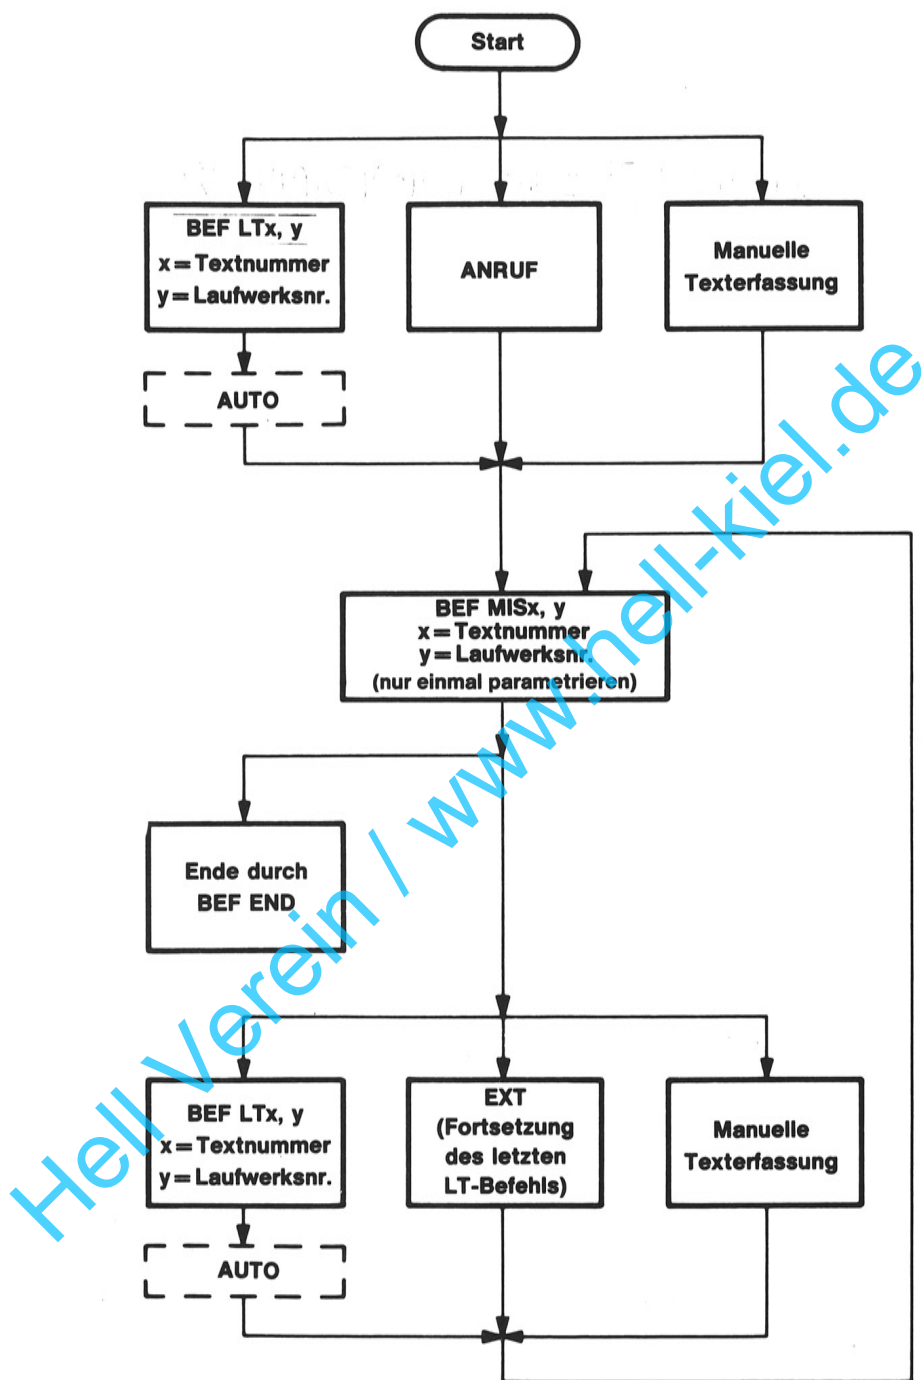 Start
BEF LTx, y
x = Textnummer
y = Laufwerksnr.
ANRUF
Manuelle
Texterfassung
AUTO
BEF MISx, y
x = Textnummer
y = Laufwerksnr.
(nur einmal parametrieren)
Ende durch
BEF END
BEF LTx, y
x = Textnummer
y = Laufwerksnr.
EXT
(Fortsetzung
des letzten
LT-Befehls)
Manuelle
Texterfassung
AUTO
Hell Verein / www.hell-kiel.de